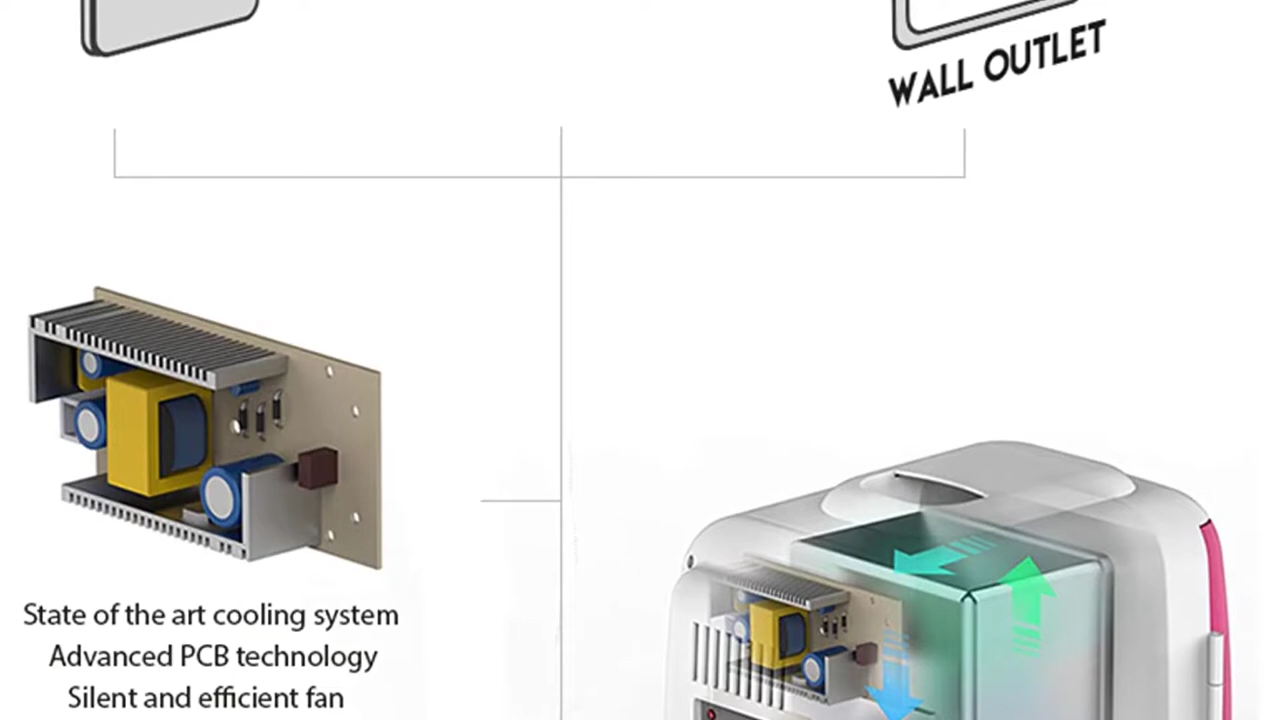 WALL OUTLET
State of the art cooling system
Advanced PCB technology
Silent and efficient fan